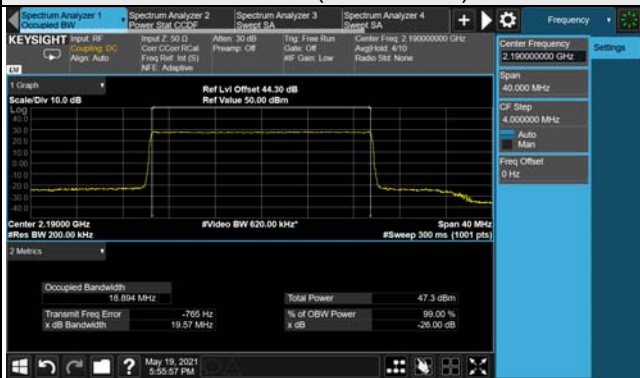 Spectrum Analyzer 1
Occupied BW
Spectrum Analyzer 2
Power Stat CCDF
Spectrum Analyzer 3
Swept SA
Spectrum Analyzer 4
Swept SA
Frequency
KEYSIGHT
Input: RF
Coupling: DC
Align: Auto
Input Z: 50 Ω
Corr CCorr RCal
Freq Ref: Int (S)
NFE: Adaptive
Atten: 30 dB
Preamp: Off
Trig: Free Run
Gate: Off
#IF Gain: Low
Center Freq: 2.190000000 GHz
Avg|Hold: 4/10
Radio Std: None
Center Frequency
2.190000000 GHz
Settings
Span
40.000 MHz
CF Step
4.000000 MHz
Auto
Man
Freq Offset
0 Hz
1 Graph
Scale/Div 10.0 dB
Ref Lvl Offset 44.30 dB
Ref Value 50.00 dBm
Log
40.0
30.0
20.0
10.0
0.00
-10.0
-20.0
-30.0
-40.0
Center 2.19000 GHz
#Res BW 200.00 kHz
#Video BW 620.00 kHz*
Span 40 MHz
#Sweep 300 ms (1001 pts)
2 Metrics
Occupied Bandwidth
18.894 MHz
Total Power
47.3 dBm
Transmit Freq Error
-765 Hz
% of OBW Power
99.00 %
x dB Bandwidth
19.57 MHz
x dB
-26.00 dB
May 19, 2021
5:55:57 PM